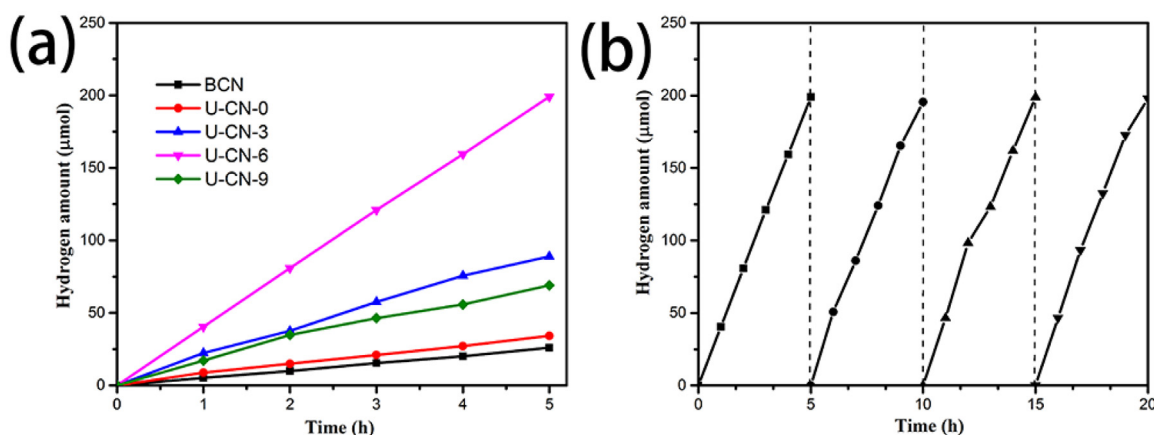 (a)
250
200
150
100
50
0
Hydrogen amount (μmol)
BCN
U-CN-0
U-CN-3
U-CN-6
U-CN-9
0 1 2 3 4 5
Time (h)
(b)
250
200
150
100
50
0
Hydrogen amount (μmol)
0 5 10 15 20
Time (h)